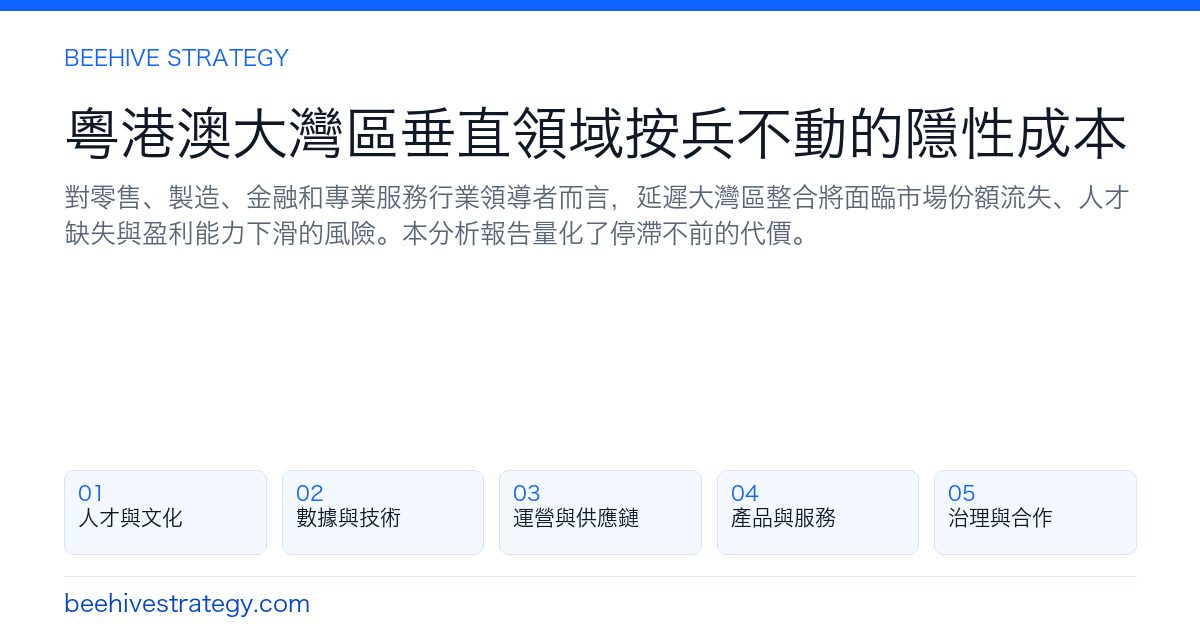 BEEHIVE STRATEGY
粵港澳大灣區垂直領域按兵不動的隱性成本
對零售、製造、金融和專業服務行業領導者而言，延遲大灣區整合將面臨市場份額流失、人才
缺失與盈利能力下滑的風險。本分析報告量化了停滯不前的代價。
01
人才與文化
02
數據與技術
03
運營與供應鏈
04
產品與服務
05
治理與合作
beehivestrategy.com